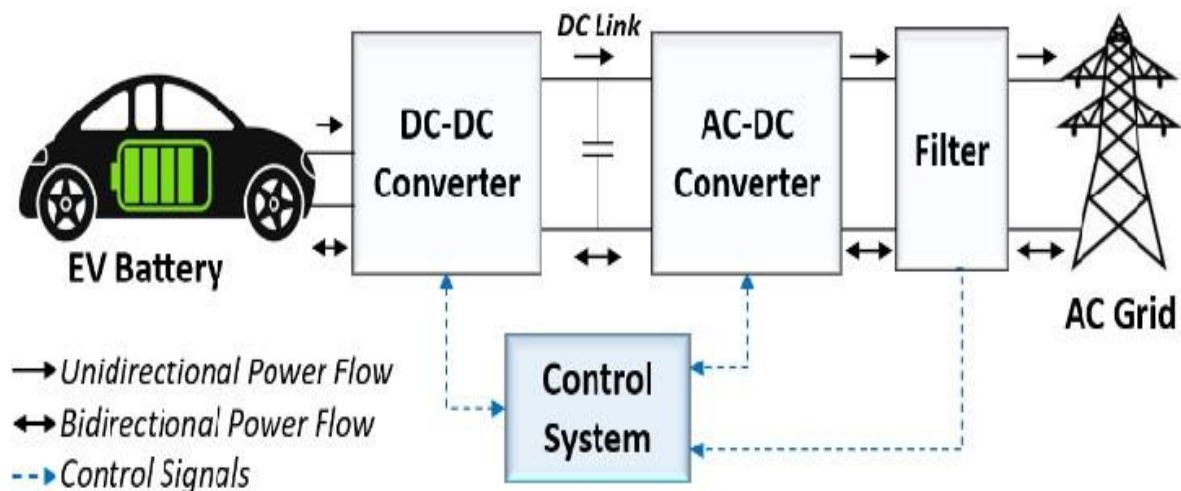 DC Link
DC-DC
Converter
AC-DC
Converter
Filter
EV Battery
AC Grid
Control
System
Unidirectional Power Flow
Bidirectional Power Flow
Control Signals